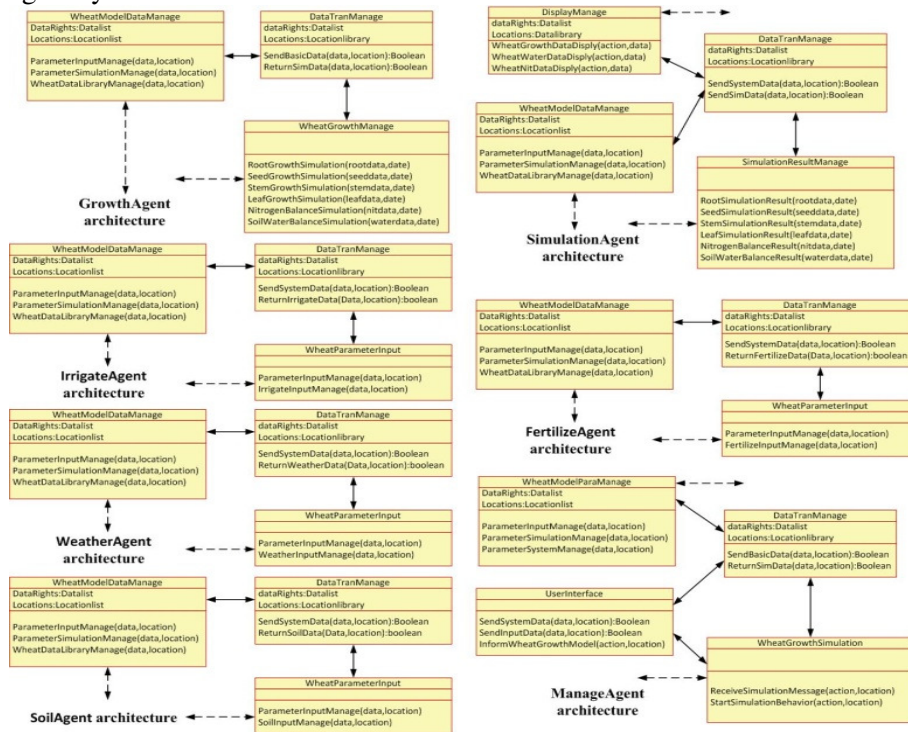 WheatModelDataManage
DataRights:Datalist
Locations:Locationlist
ParameterInputManage(data,location)
ParameterSimulationManage(data,location)
WheatDataLibraryManage(data,location)
DataTranManage
dataRights:Datalist
Locations:Locationlibrary
SendBasicData(data,location):Boolean
ReturnSimData(data,location):Boolean
WheatGrowthManage
RootGrowthSimulation(rootdata,date)
SeedGrowthSimulation(seeddata,date)
StemGrowthSimulation(stemdata,date)
LeafGrowthSimulation(leafdata,date)
NitrogenBalanceSimulation(nitdata,date)
SoilWaterBalanceSimulation(waterdata,date)
GrowthAgent
architecture
WheatModelDataManage
DataRights:Datalist
Locations:Locationlist
ParameterInputManage(data,location)
ParameterSimulationManage(data,location)
WheatDataLibraryManage(data,location)
DataTranManage
dataRights:Datalist
Locations:Locationlibrary
SendSystemData(data,location):Boolean
ReturnIrrigateData(Data,location):boolean
WheatParameterInput
ParameterInputManage(data,location)
IrrigateInputManage(data,location)
IrrigateAgent
architecture
WheatModelDataManage
DataRights:Datalist
Locations:Locationlist
ParameterInputManage(data,location)
ParameterSimulationManage(data,location)
WheatDataLibraryManage(data,location)
DataTranManage
dataRights:Datalist
Locations:Locationlibrary
SendSystemData(data,location):Boolean
ReturnWeatherData(Data,location):boolean
WheatParameterInput
ParameterInputManage(data,location)
WeatherInputManage(data,location)
WeatherAgent
architecture
WheatModelDataManage
DataRights:Datalist
Locations:Locationlist
ParameterInputManage(data,location)
ParameterSimulationManage(data,location)
WheatDataLibraryManage(data,location)
DataTranManage
dataRights:Datalist
Locations:Locationlibrary
SendSystemData(data,location):Boolean
ReturnSoilData(Data,location):boolean
WheatParameterInput
ParameterInputManage(data,location)
SoilInputManage(data,location)
SoilAgent architecture
DisplayManage
dataRights:Datalist
Locations:Datalibrary
WheatGrowthDataDisply(action,data)
WheatWaterDataDisply(action,data)
WheatNitDataDisply(action,data)
DataTranManage
dataRights:Datalist
Locations:Locationlibrary
SendSystemData(data,location):Boolean
SendSimData(data,location):Boolean
WheatModelDataManage
DataRights:Datalist
Locations:Locationlist
ParameterInputManage(data,location)
ParameterSimulationManage(data,location)
WheatDataLibraryManage(data,location)
SimulationResultManage
RootSimulationResult(rootdata,date)
SeedSimulationResult(seeddata,date)
StemSimulationResult(stemdata,date)
LeafSimulationResult(leafdata,date)
NitrogenBalanceResult(nitdata,date)
SoilWaterBalanceResult(waterdata,date)
SimulationAgent
architecture
WheatModelDataManage
DataRights:Datalist
Locations:Locationlist
ParameterInputManage(data,location)
ParameterSimulationManage(data,location)
WheatDataLibraryManage(data,location)
DataTranManage
dataRights:Datalist
Locations:Locationlibrary
SendSystemData(data,location):Boolean
ReturnFertilizeData(Data,location):boolean
WheatParameterInput
ParameterInputManage(data,location)
FertilizeInputManage(data,location)
FertilizeAgent
architecture
WheatModelParaManage
DataRights:Datalist
Locations:Locationlist
ParameterInputManage(data,location)
ParameterSimulationManage(data,location)
ParameterSystemManage(data,location)
DataTranManage
dataRights:Datalist
Locations:Locationlibrary
SendBasicData(data,location):Boolean
ReturnSimData(data,location):Boolean
UserInterface
SendSystemData(data,location):Boolean
SendInputData(data,location):Boolean
InformWheatGrowthModel(action,location)
WheatGrowthSimulation
ReceiveSimulationMessage(action,location)
StartSimulationBehavior(action,location)
ManageAgent
architecture